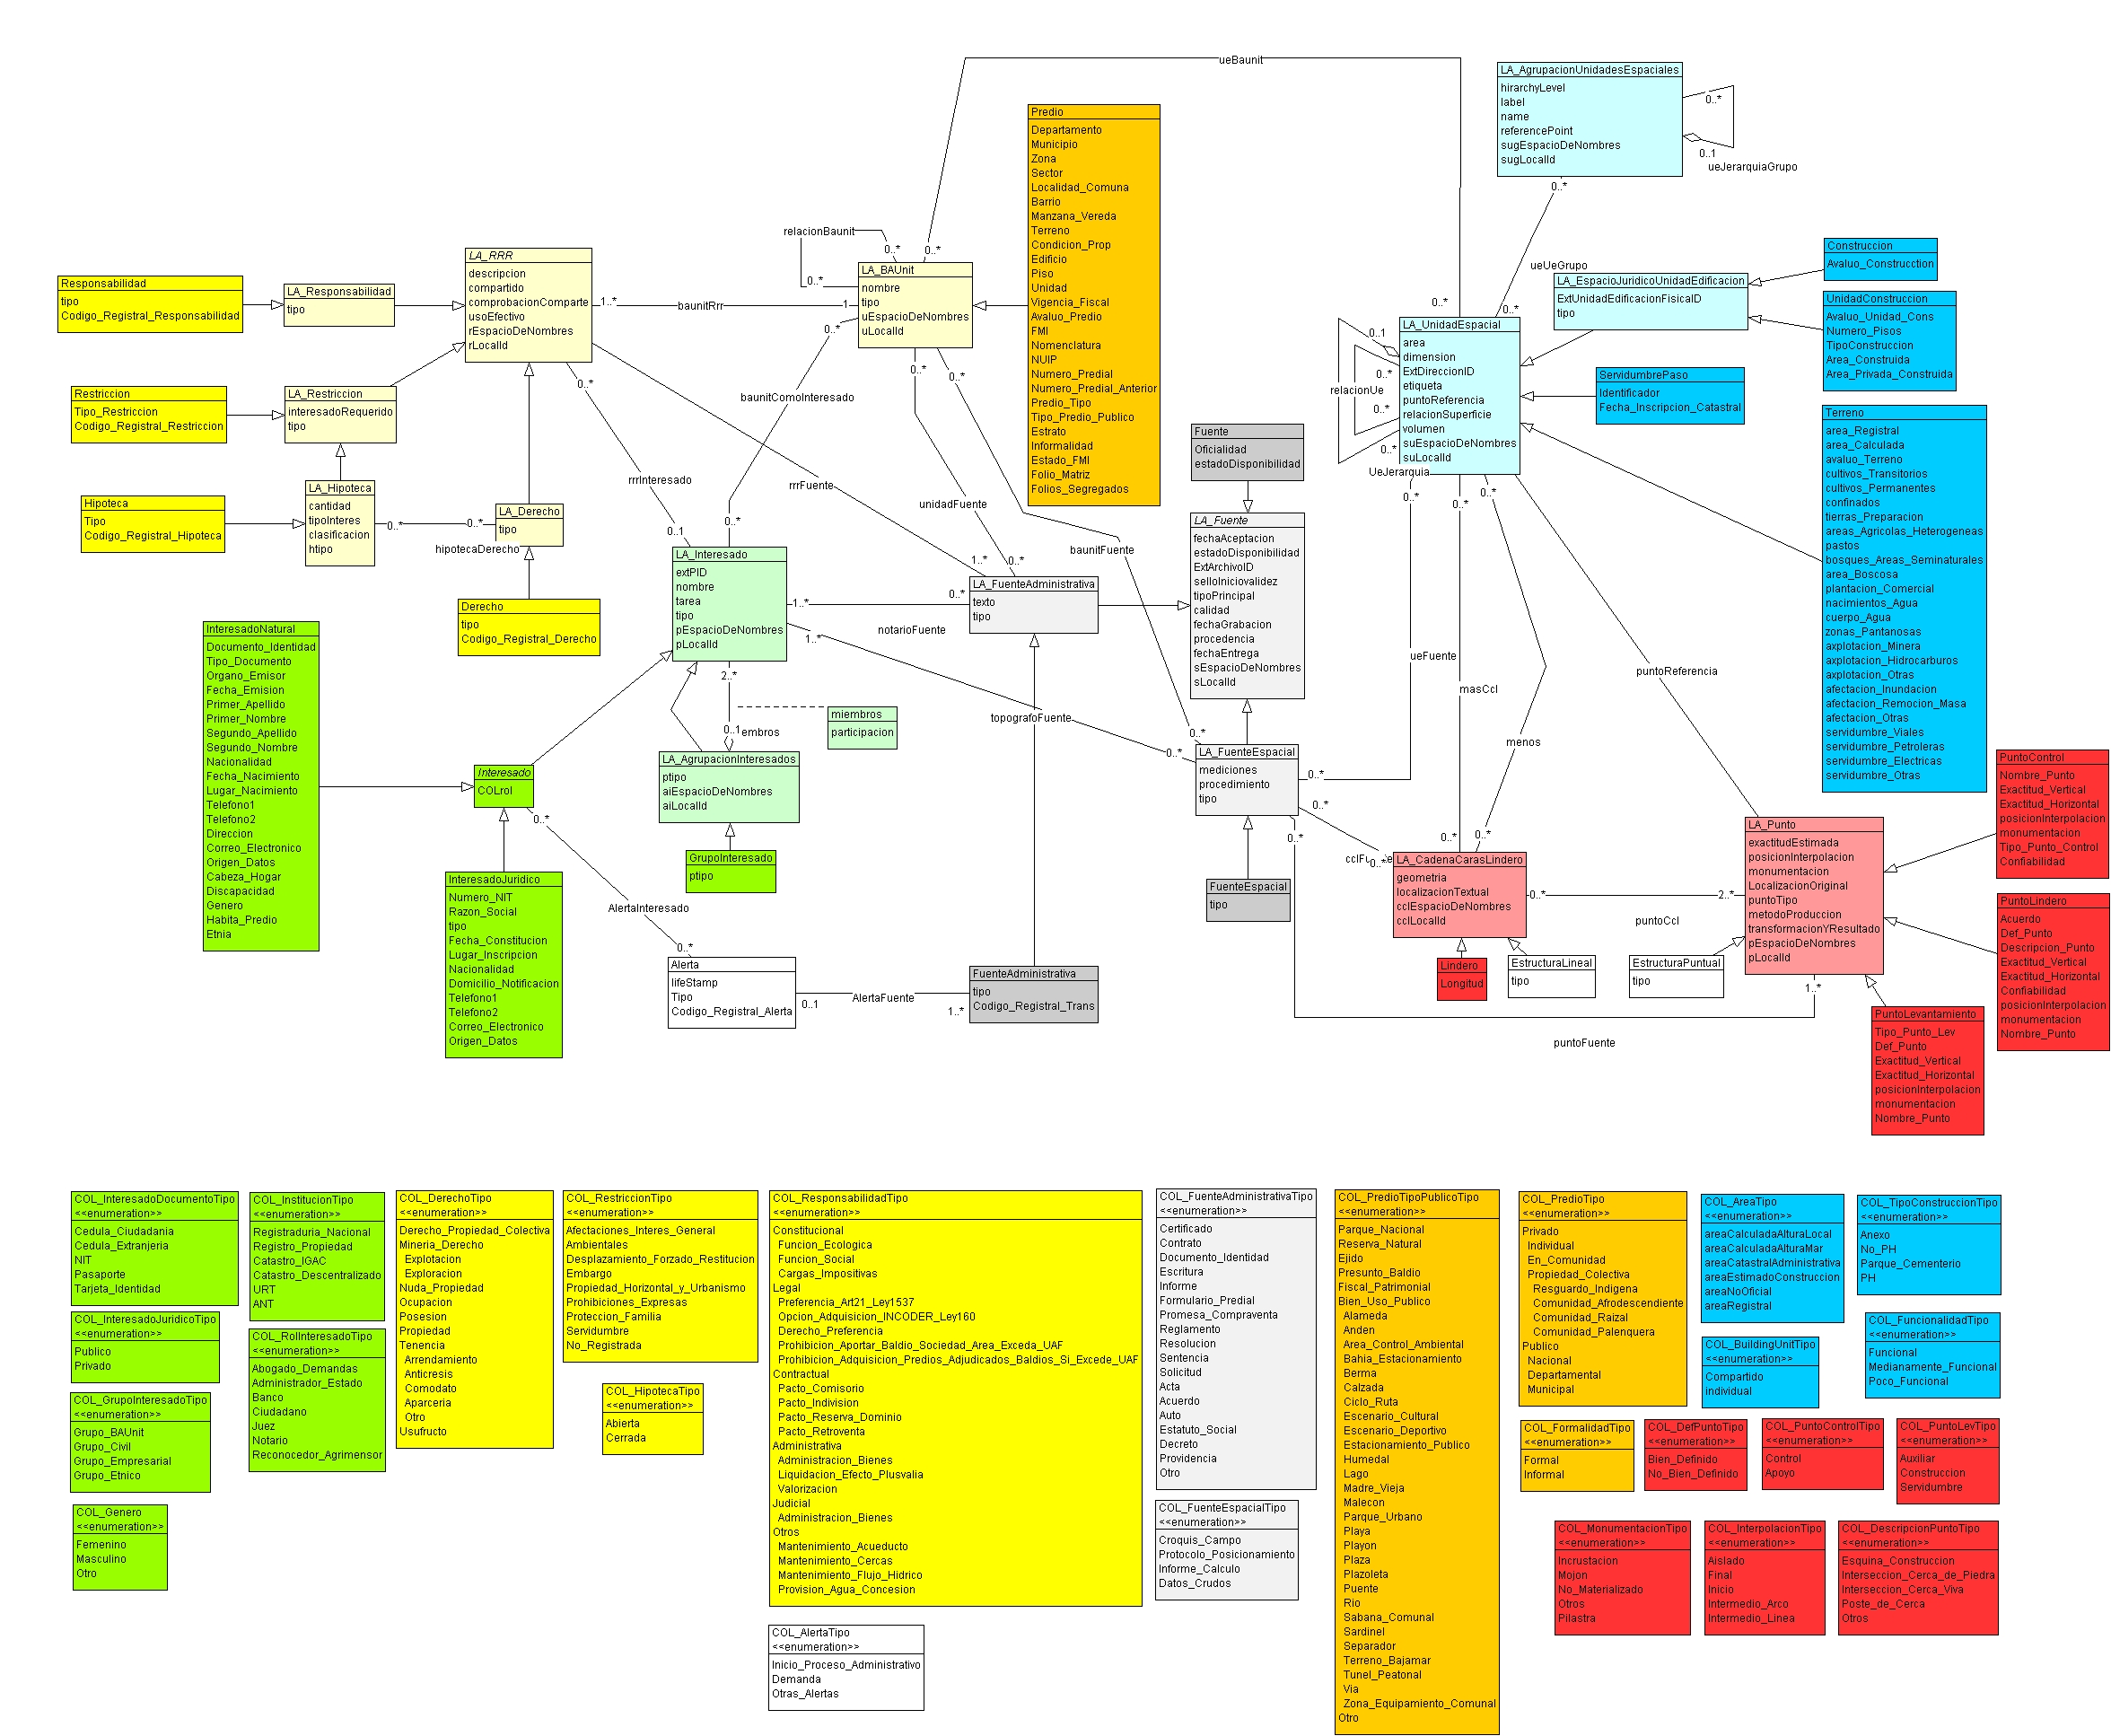 ueBaunit
LA_AgrupacionUnidadesEspaciales
hirarchyLevel
label
name
referencePoint
sugEspacioDeNombres
sugLocalId
0..*
0..1
ueJerarquiaGrupo
0..*
Predio
Departamento
Municipio
Zona
Sector
Localidad_Comuna
Barrio
Manzana_Vereda
Terreno
Condicion_Prop
Edificio
Piso
Unidad
Vigencia_Fiscal
Avaluo_Predio
FMI
Nomenclatura
NUIP
Numero_Predial
Numero_Predial_Anterior
Predio_Tipo
Tipo_Predio_Publico
Estrato
Informalidad
Estado_FMI
Folio_Matriz
Folios_Segregados
relacionBaunit
0..*
0..*
0..*
LA_BAUnit
nombre
tipo
uEspacioDeNombres
uLocalId
LA_RRR
descripcion
compartido
comprobacionComparte
usoEfectivo
rEspacioDeNombres
rLocalId
1..*
baunitRrr
1
Responsabilidad
tipo
Codigo_Registral_Responsabilidad
LA_Responsabilidad
tipo
Restriccion
Tipo_Restriccion
Codigo_Registral_Restriccion
LA_Restriccion
interesadoRequerido
tipo
Hipoteca
Tipo
Codigo_Registral_Hipoteca
LA_Hipoteca
cantidad
tipoInteres
clasificacion
htipo
0..*
0..*
hipotecaDerecho
LA_Derecho
tipo
Derecho
tipo
Codigo_Registral_Derecho
0..*
rrrInteresado
0..1
0..*
baunitComoInteresado
0..*
rrrFuente
1..*
0..*
unidadFuente
0..*
0..*
baunitFuente
0..*
LA_Interesado
extPID
nombre
tarea
tipo
pEspacioDeNombres
pLocalId
1..*
0..*
notarioFuente
1..*
topografoFuente
0..*
LA_FuenteAdministrativa
texto
tipo
Fuente
Oficialidad
estadoDisponibilidad
LA_Fuente
fechaAceptacion
estadoDisponibilidad
ExtArchivoID
selloInicioValidez
tipoPrincipal
calidad
fechaGrabacion
procedencia
fechaEntrega
sEspacioDeNombres
sLocalId
LA_FuenteEspacial
mediciones
procedimiento
tipo
FuenteEspacial
tipo
InteresadoNatural
Documento_Identidad
Tipo_Documento
Organo_Emisor
Fecha_Emision
Primer_Apellido
Primer_Nombre
Segundo_Apellido
Segundo_Nombre
Nacionalidad
Fecha_Nacimiento
Lugar_Nacimiento
Telefono1
Telefono2
Direccion
Correo_Electronico
Origen_Datos
Cabeza_Hogar
Discapacidad
Genero
Habita_Predio
Etnia
Interesado
COLrol
0..*
InteresadoJuridico
Numero_NIT
Razon_Social
tipo
Fecha_Constitucion
Lugar_Inscripcion
Nacionalidad
Domicilio_Notificacion
Telefono1
Telefono2
Correo_Electronico
Origen_Datos
2..*
0..1
embros
miembros
participacion
LA_AgrupacionInteresados
ptipo
aiEspacioDeNombres
aiLocalId
GrupoInteresado
ptipo
AlertaInteresado
0..*
Alerta
lifeStamp
Tipo
Codigo_Registral_Alerta
0..1
AlertaFuente
1..*
FuenteAdministrativa
tipo
Codigo_Registral_Trans
0..*
ueUeGrupo
0..*
LA_UnidadEspacial
area
dimension
ExtDireccionID
etiqueta
puntoReferencia
relacionSuperficie
volumen
suEspacioDeNombres
suLocalId
0..1
0..*
relacionUe
0..*
0..*
UeJerarquia
LA_EspacioJuridicoUnidadEdificacion
ExtUnidadEdificacionFisicaID
tipo
Construccion
Avaluo_Construcction
UnidadConstruccion
Avaluo_Unidad_Cons
Numero_Pisos
TipoConstruccion
Area_Construida
Area_Privada_Construida
ServidumbrePaso
Identificador
Fecha_Inscripcion_Catastral
Terreno
area_Registral
area_Calculada
avaluo_Terreno
cultivos_Transitorios
cultivos_Permanentes
confinados
tierras_Preparacion
areas_Agricolas_Heterogeneas
pastos
bosques_Areas_Seminaturales
area_Boscosa
plantacion_Comercial
nacimientos_Agua
cuerpo_Agua
zonas_Pantanosas
axplotacion_Minera
axplotacion_Hidrocarburos
axplotacion_Otras
afectacion_Inundacion
afectacion_Remocion_Masa
afectacion_Otras
servidumbre_Viales
servidumbre_Petroleras
servidumbre_Electricas
servidumbre_Otras
0..*
ueFuente
0..*
0..*
masCcl
0..*
0..*
menos
0..*
puntoReferencia
0..*
0..*
0..*
LA_CadenaCarasLindero
geometria
localizacionTextual
cclEspacioDeNombres
cclLocalId
Lindero
Longitud
EstructuraLineal
tipo
EstructuraPuntual
tipo
0..*
puntoCcl
2..*
LA_Punto
exactitudEstimada
posicionInterpolacion
monumentacion
LocalizacionOriginal
puntoTipo
metodoProduccion
transformacionYResultado
pEspacioDeNombres
pLocalId
1..*
puntoFuente
PuntoControl
Nombre_Punto
Exactitud_Vertical
Exactitud_Horizontal
posicionInterpolacion
monumentacion
Tipo_Punto_Control
Confiabilidad
PuntoLindero
Acuerdo
Def_Punto
Descripcion_Punto
Exactitud_Vertical
Exactitud_Horizontal
Confiabilidad
posicionInterpolacion
monumentacion
Nombre_Punto
PuntoLevantamiento
Tipo_Punto_Lev
Def_Punto
Exactitud_Vertical
Exactitud_Horizontal
posicionInterpolacion
monumentacion
Nombre_Punto
COL_InteresadoDocumentoTipo
<<enumeration>>
Cedula_Ciudadania
Cedula_Extranjeria
NIT
Pasaporte
Tarjeta_Identidad
COL_InteresadoJuridicoTipo
<<enumeration>>
Publico
Privado
COL_GrupoInteresadoTipo
<<enumeration>>
Grupo_BAUnit
Grupo_Civil
Grupo_Empresarial
Grupo_Etnico
COL_Genero
<<enumeration>>
Femenino
Masculino
Otro
COL_InstitucionTipo
<<enumeration>>
Registraduria_Nacional
Registro_Propiedad
Catastro_IGAC
Catastro_Descentralizado
URT
ANT
COL_RolInteresadoTipo
<<enumeration>>
Abogado_Demandas
Administrador_Estado
Banco
Ciudadano
Juez
Notario
Reconocedor_Agrimensor
COL_DerechoTipo
<<enumeration>>
Derecho_Propiedad_Colectiva
Mineria_Derecho
Explotacion
Exploracion
Nuda_Propiedad
Ocupacion
Posesion
Propiedad
Tenencia
Arrendamiento
Anticresis
Comodato
Aparceria
Otro
Usufructo
COL_RestriccionTipo
<<enumeration>>
Afectaciones_Interes_General
Ambientales
Desplazamiento_Forzado_Restitucion
Embargo
Propiedad_Horizontal_y_Urbanismo
Prohibiciones_Expresas
Proteccion_Familia
Servidumbre
No_Registrada
COL_HipotecaTipo
<<enumeration>>
Abierta
Cerrada
COL_ResponsabilidadTipo
<<enumeration>>
Constitucional
Funcion_Ecologica
Funcion_Social
Cargas_Impositivas
Legal
Preferencia_Art21_Ley1537
Opcion_Adquisicion_INCODER_Ley160
Derecho_Preferencia
Prohibicion_Aportar_Baldio_Sociedad_Area_Exceda_UAF
Prohibicion_Adquisicion_Predios_Adjudicados_Baldios_Si_Excede_UAF
Contractual
Pacto_Comisorio
Pacto_Indivision
Pacto_Reserva_Dominio
Pacto_Retroventa
Administrativa
Administracion_Bienes
Liquidacion_Efecto_Plusvalia
Valorizacion
Judicial
Administracion_Bienes
Otros
Mantenimiento_Acueducto
Mantenimiento_Cercas
Mantenimiento_Flujo_Hidrico
Provision_Agua_Concesion
COL_AlertaTipo
<<enumeration>>
Inicio_Proceso_Administrativo
Demanda
Otras_Alertas
COL_FuenteAdministrativaTipo
<<enumeration>>
Certificado
Contrato
Documento_Identidad
Escritura
Informe
Formulario_Predial
Promesa_Compraventa
Reglamento
Resolucion
Sentencia
Solicitud
Acta
Acuerdo
Auto
Estatuto_Social
Decreto
Providencia
Otro
COL_FuenteEspacialTipo
<<enumeration>>
Croquis_Campo
Protocolo_Posicionamiento
Informe_Calculo
Datos_Crudos
COL_PredioTipoPublicoTipo
<<enumeration>>
Parque_Nacional
Reserva_Natural
Ejido
Presunto_Baldio
Fiscal_Patrimonial
Bien_Uso_Publico
Alameda
Anden
Area_Control_Ambiental
Bahia_Estacionamiento
Berma
Calzada
Ciclo_Ruta
Escenario_Cultural
Escenario_Deportivo
Estacionamiento_Publico
Humedal
Lago
Madre_Vieja
Malecon
Parque_Urbano
Playa
Playon
Plaza
Plazoleta
Puente
Rio
Sabana_Comunal
Sardinel
Separador
Terreno_Bajamar
Tunel_Peatonal
Via
Zona_Equipamiento_Comunal
Otro
COL_PredioTipo
<<enumeration>>
Privado
Individual
En_Comunidad
Propiedad_Colectiva
Resguardo_Indigena
Comunidad_Afrodescendiente
Comunidad_Raizal
Comunidad_Palenquera
Publico
Nacional
Departamental
Municipal
COL_FormalidadTipo
<<enumeration>>
Formal
Informal
COL_AreaTipo
<<enumeration>>
areaCalculadaAlturaLocal
areaCalculadaAlturaMar
areaCatastralAdministrativa
areaEstimadoConstruccion
areaNoOficial
areaRegistral
COL_BuildingUnitTipo
<<enumeration>>
Compartido
individual
COL_TipoConstruccionTipo
<<enumeration>>
Anexo
No_PH
Parque_Cementerio
PH
COL_FuncionalidadTipo
<<enumeration>>
Funcional
Medianamente_Funcional
Poco_Funcional
COL_DefPuntoTipo
<<enumeration>>
Bien_Definido
No_Bien_Definido
COL_PuntoControlTipo
<<enumeration>>
Control
Apoyo
COL_PuntoLevTipo
<<enumeration>>
Auxiliar
Construccion
Servidumbre
COL_MonumentacionTipo
<<enumeration>>
Incrustacion
Mojon
No_Materializado
Otros
Pilastra
COL_InterpolacionTipo
<<enumeration>>
Aislado
Final
Inicio
Intermedio_Arco
Intermedio_Linea
COL_DescripcionPuntoTipo
<<enumeration>>
Esquina_Construccion
Interseccion_Cerca_de_Piedra
Interseccion_Cerca_Viva
Poste_de_Cerca
Otros